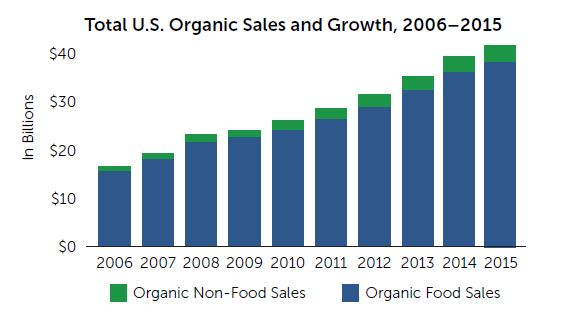 Total U.S. Organic Sales and Growth, 2006–2015
In Billions
$40
$30
$20
$10
$0
2006 2007 2008 2009 2010 2011 2012 2013 2014 2015
Organic Non-Food Sales Organic Food Sales